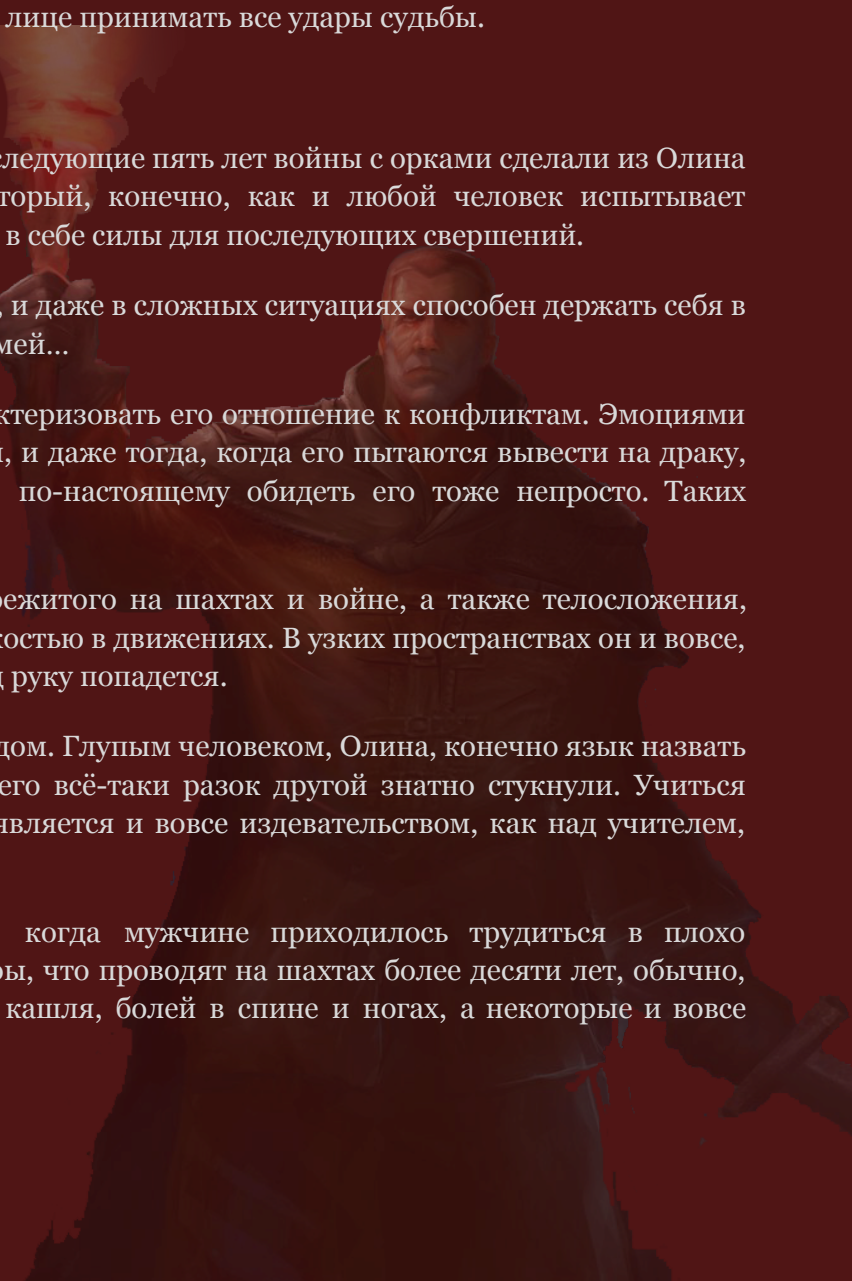 лице принимать все удары судьбы.
следующие пять лет войны с орками сделали из Олина
торый, конечно, как и любой человек испытывает
в себе силы для последующих свершений.
, и даже в сложных ситуациях способен держать себя в
мей...
ктеризовать его отношение к конфликтам. Эмоциями
, и даже тогда, когда его пытаются вывести на драку,
по-настоящему обидеть его тоже непросто. Таких
режитого на шахтах и войне, а также телосложения,
костью в движениях. В узких пространствах он и вовсе,
д руку попадется.
дом. Глупым человеком, Олина, конечно язык назвать
его всё-таки разок другой знатно стукнули. Учиться
является и вовсе издевательством, как над учителем,
когда мужчине приходилось трудиться в плохо
ры, что проводят на шахтах более десяти лет, обычно,
кашля, болей в спине и ногах, а некоторые и вовсе